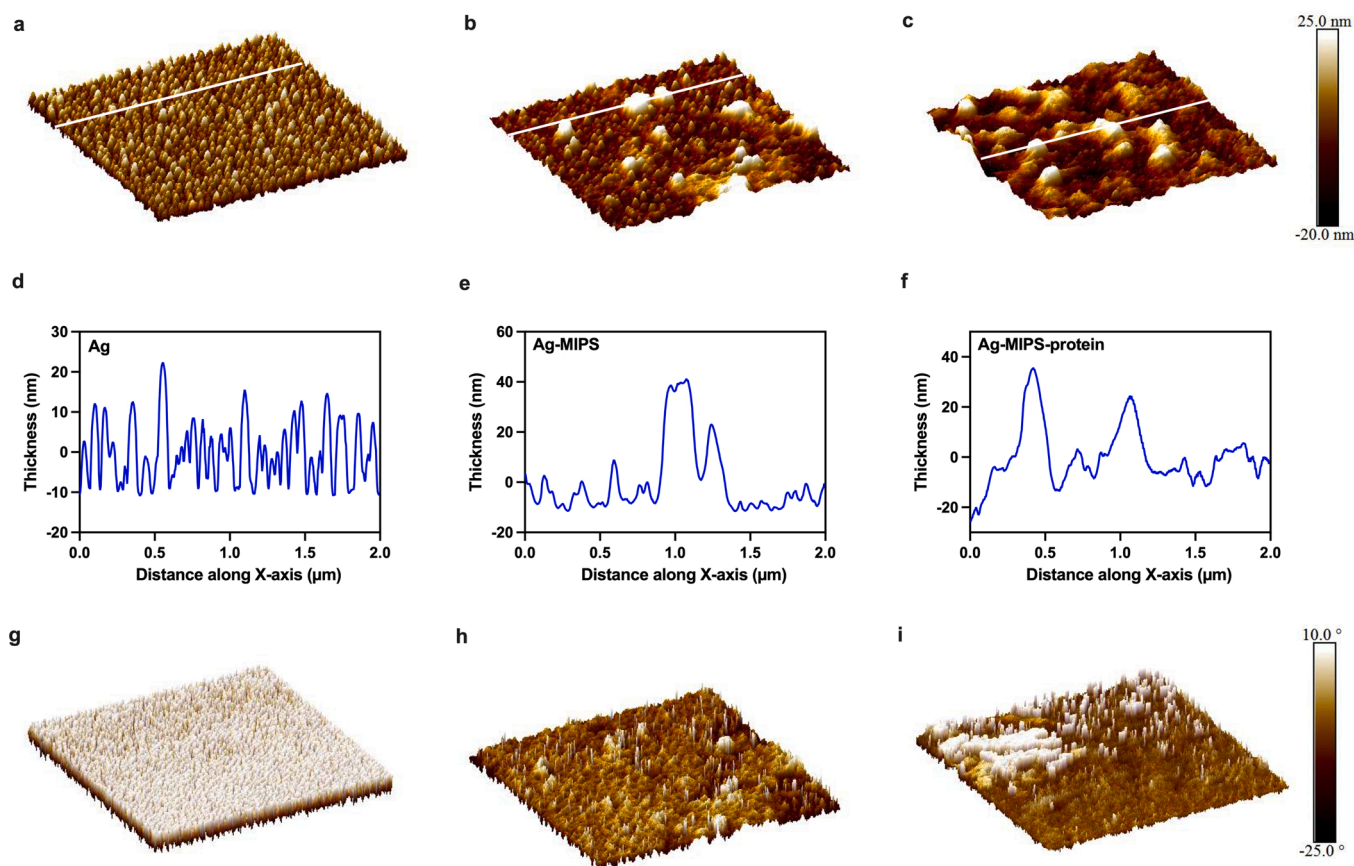 a
b
c
25.0 nm
-20.0 nm
d
e
f
Ag
Thickness (nm)
30
20
10
0
-10
-20
0.0 0.5 1.0 1.5 2.0
Distance along X-axis (μm)
Ag-MIPS
Thickness (nm)
60
40
20
0
-20
0.0 0.5 1.0 1.5 2.0
Distance along X-axis (μm)
Ag-MIPS-protein
Thickness (nm)
40
20
0
-20
0.0 0.5 1.0 1.5 2.0
Distance along X-axis (μm)
g
h
i
10.0 °
-25.0 °